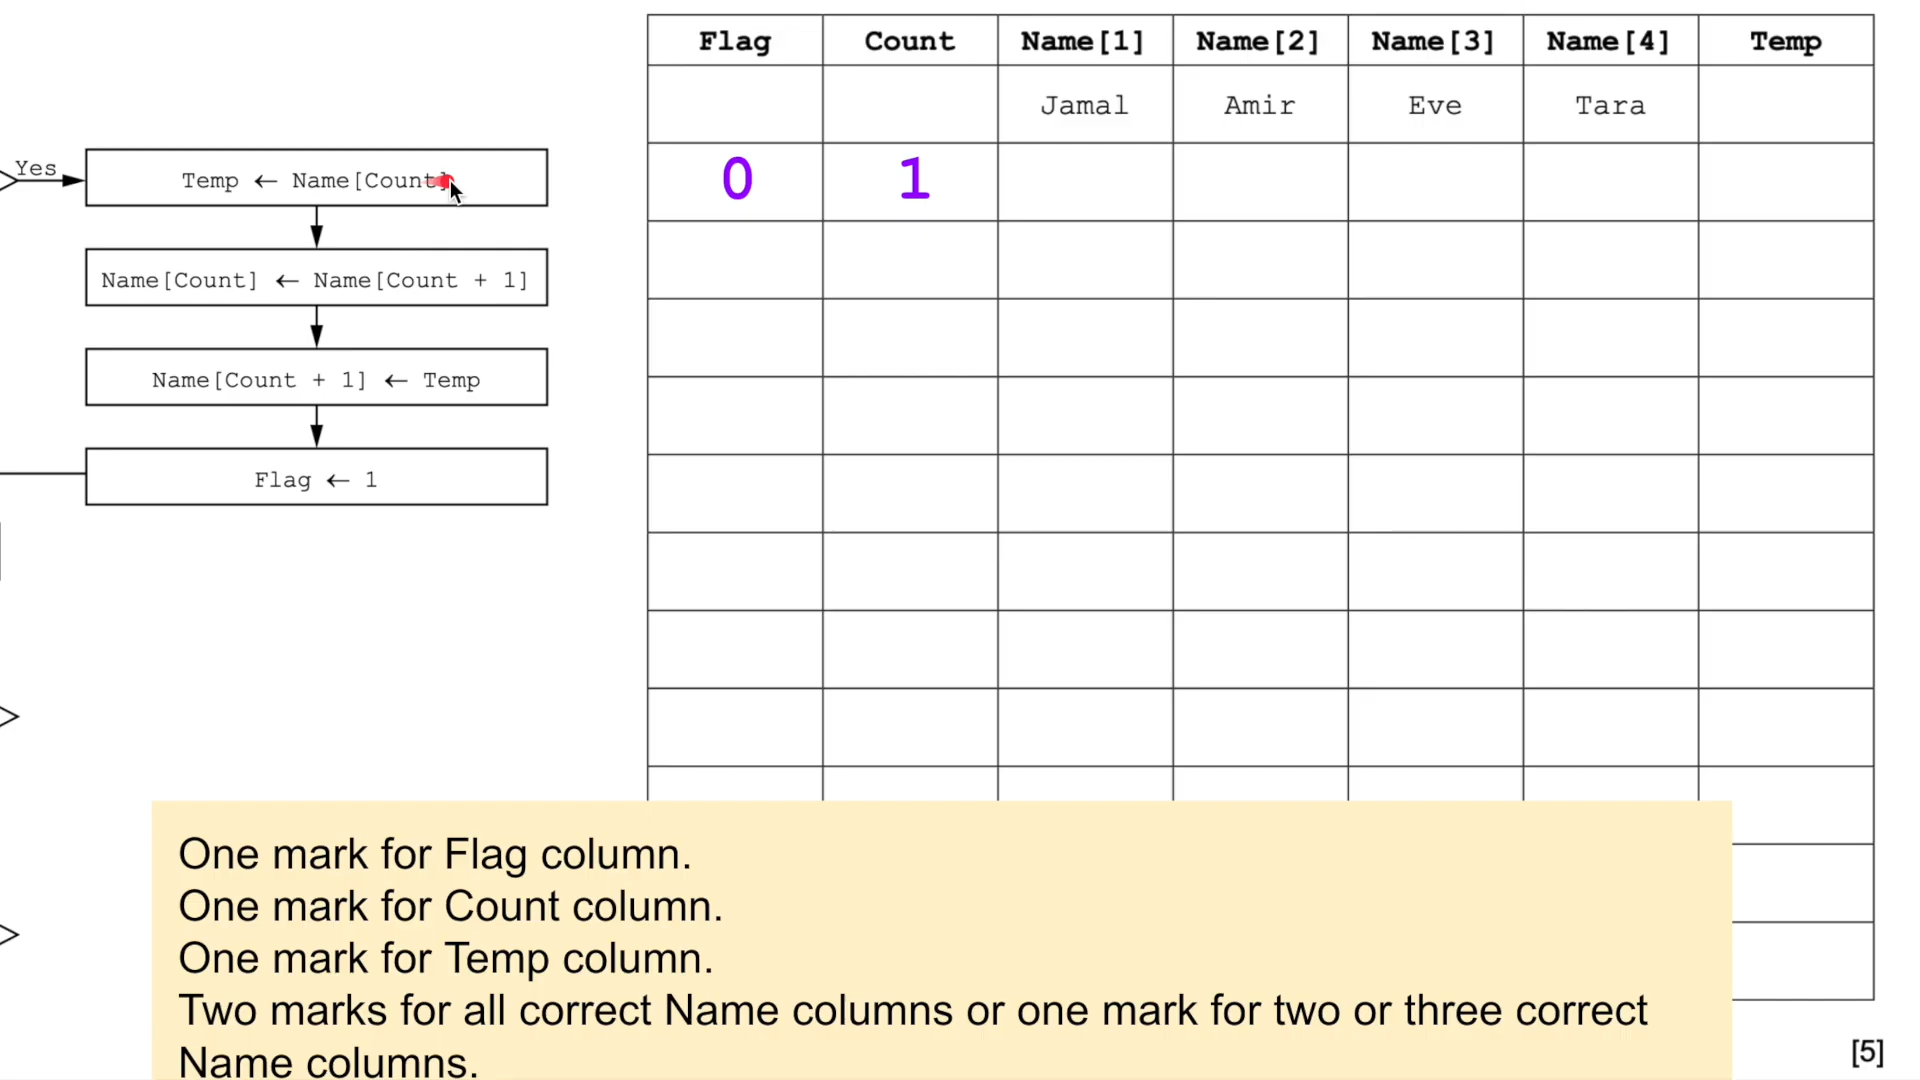 Yes
Temp ← Name[Count]
Name[Count] ← Name[Count + 1]
Name[Count + 1] ← Temp
Flag ← 1
Flag Count Name[1] Name[2] Name[3] Name[4] Temp
Jamal Amir Eve Tara
0 1
One mark for Flag column.
One mark for Count column.
One mark for Temp column.
Two marks for all correct Name columns or one mark for two or three correct
Name columns.
[5]